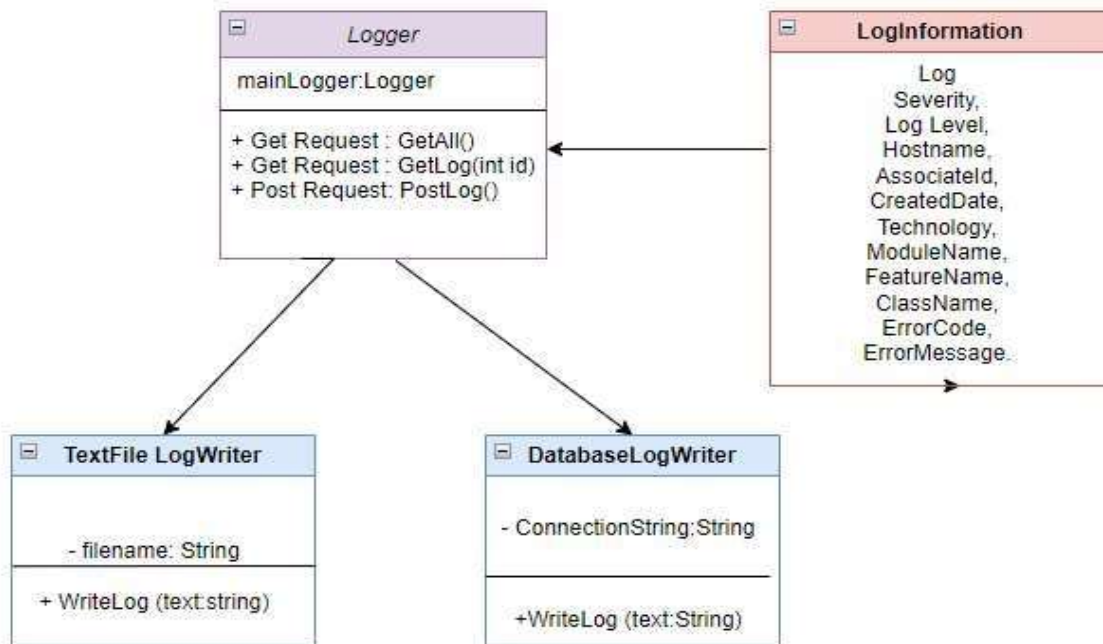 Logger
mainLogger:Logger
+ Get Request : GetAll()
+ Get Request : GetLog(int id)
+ Post Request: PostLog()
LogInformation
Log
Severity,
Log Level,
Hostname,
AssociateId,
CreatedDate,
Technology,
ModuleName,
FeatureName,
ClassName,
ErrorCode,
ErrorMessage.
TextFile LogWriter
- filename: String
+ WriteLog (text:string)
DatabaseLogWriter
- ConnectionString:String
+WriteLog (text:String)